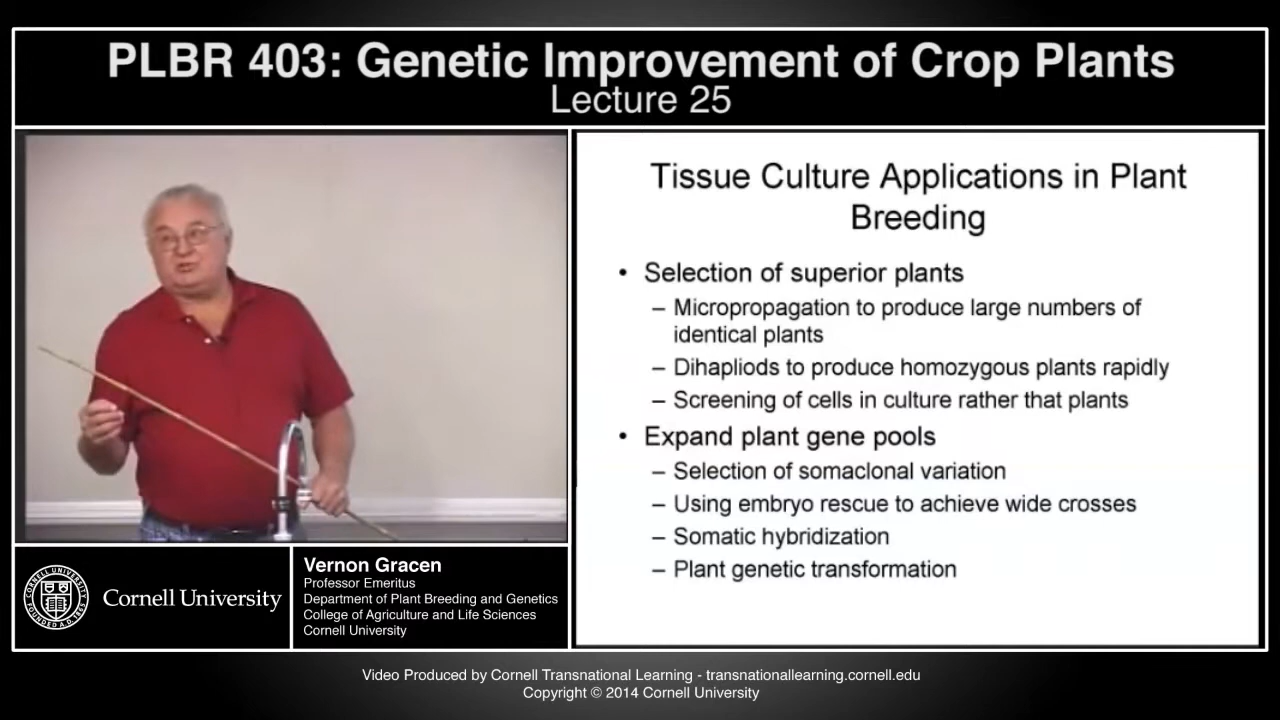 PLBR 403: Genetic Improvement of Crop Plants
Lecture 25
Tissue Culture Applications in Plant
Breeding
• Selection of superior plants
– Micropropagation to produce large numbers of
identical plants
– Dihapliods to produce homozygous plants rapidly
– Screening of cells in culture rather that plants
• Expand plant gene pools
– Selection of somaclonal variation
– Using embryo rescue to achieve wide crosses
– Somatic hybridization
– Plant genetic transformation
Cornell University
Vernon Gracen
Professor Emeritus
Department of Plant Breeding and Genetics
College of Agriculture and Life Sciences
Cornell University
Video Produced by Cornell Transnational Learning - transnationallearning.cornell.edu
Copyright © 2014 Cornell University